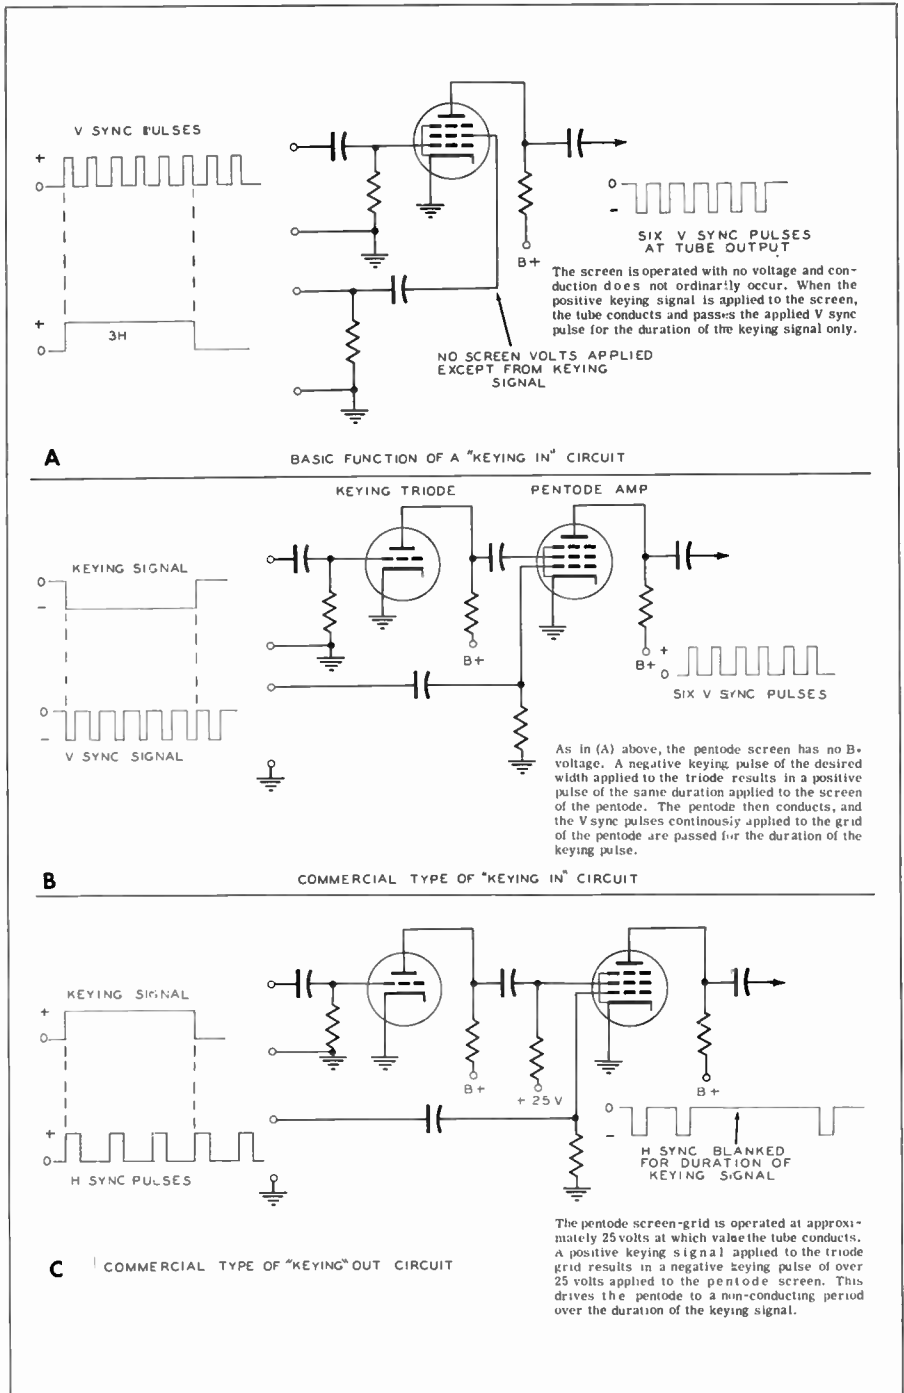 V SYNC PULSES
+
0
+
3H
0
B+
0
-
SIX V SYNC PULSES
AT TUBE OUTPUT
The screen is operated with no voltage and con-
duction does not ordinarily occur. When the
positive keying signal is applied to the screen,
the tube conducts and passes the applied V sync
pulse for the duration of the keying signal only.
NO SCREEN VOLTS APPLIED
EXCEPT FROM KEYING
SIGNAL
A
BASIC FUNCTION OF A "KEYING IN" CIRCUIT
KEYING TRIODE
PENTODE AMP
KEYING SIGNAL
0
-
0
-
V SYNC SIGNAL
B+
B+
+
0
SIX V SYNC PULSES
As in (A) above, the pentode screen has no B+
voltage. A negative keying pulse of the desired
width applied to the triode results in a positive
pulse of the same duration applied to the screen
of the pentode. The pentode then conducts, and
the V sync pulses continously applied to the grid
of the pentode are passed for the duration of the
keying pulse.
B
COMMERCIAL TYPE OF "KEYING IN" CIRCUIT
KEYING SIGNAL
+
0
+
0
H SYNC PULSES
B+
+ 25 V
B+
0
-
H SYNC BLANKED
FOR DURATION OF
KEYING SIGNAL
The pentode screen-grid is operated at approxi-
mately 25 volts at which value the tube conducts.
A positive keying signal applied to the triode
grid results in a negative keying pulse of over
25 volts applied to the pentode screen. This
drives the pentode to a non-conducting period
over the duration of the keying signal.
C
COMMERCIAL TYPE OF "KEYING" OUT CIRCUIT